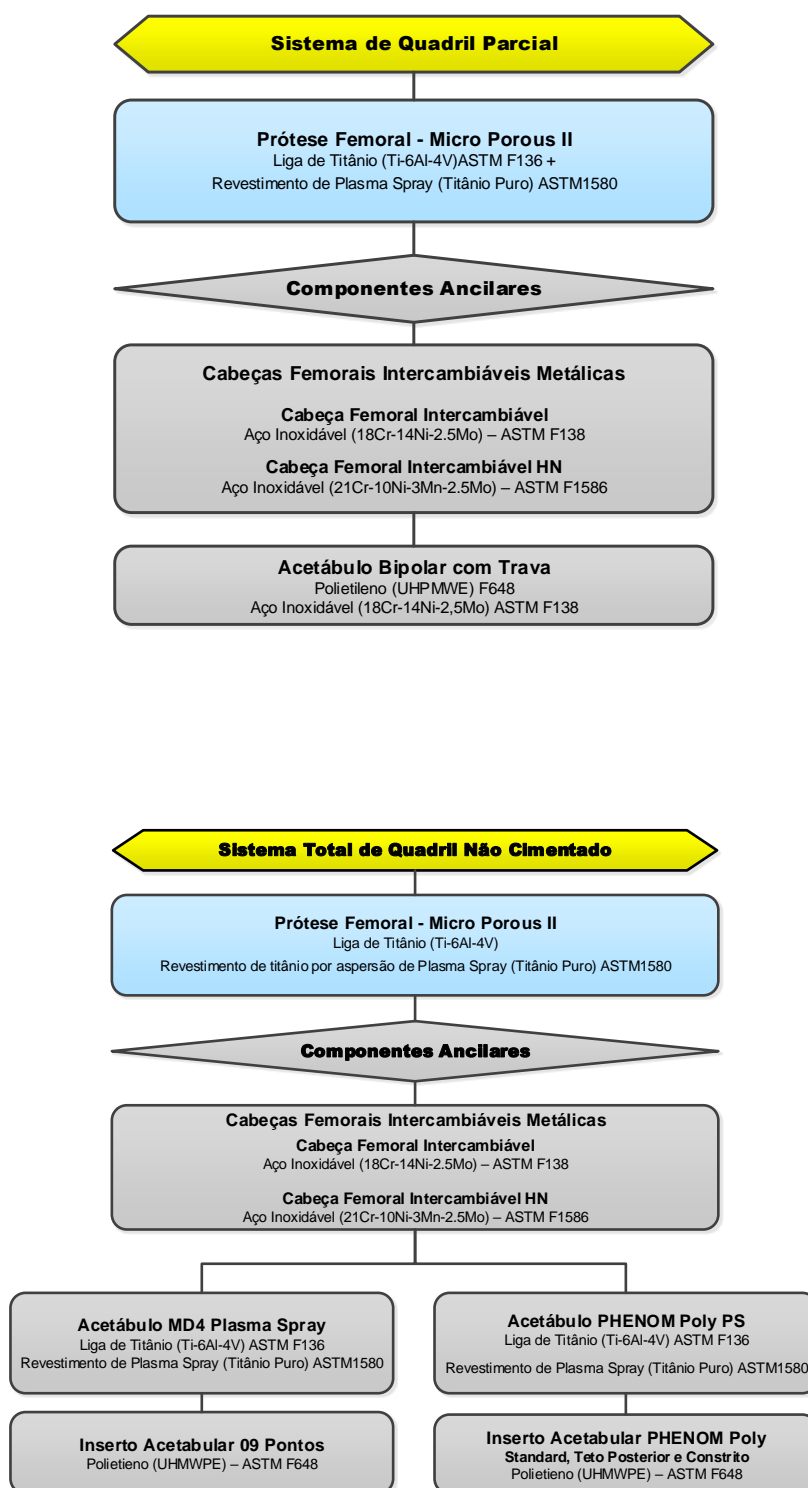 Sistema de Quadril Parcial
Prótese Femoral - Micro Porous II
Liga de Titânio (Ti-6Al-4V)ASTM F136 +
Revestimento de Plasma Spray (Titânio Puro) ASTM1580
Componentes Ancilares
Cabeças Femorais Intercambiáveis Metálicas
Cabeça Femoral Intercambiável
Aço Inoxidável (18Cr-14Ni-2.5Mo) – ASTM F138
Cabeça Femoral Intercambiável HN
Aço Inoxidável (21Cr-10Ni-3Mn-2.5Mo) – ASTM F1586
Acetábulo Bipolar com Trava
Polietileno (UHPMWE) F648
Aço Inoxidável (18Cr-14Ni-2,5Mo) ASTM F138
Sistema Total de Quadril Não Cimentado
Prótese Femoral - Micro Porous II
Liga de Titânio (Ti-6Al-4V)
Revestimento de titânio por aspersão de Plasma Spray (Titânio Puro) ASTM1580
Componentes Ancilares
Cabeças Femorais Intercambiáveis Metálicas
Cabeça Femoral Intercambiável
Aço Inoxidável (18Cr-14Ni-2.5Mo) – ASTM F138
Cabeça Femoral Intercambiável HN
Aço Inoxidável (21Cr-10Ni-3Mn-2.5Mo) – ASTM F1586
Acetábulo MD4 Plasma Spray
Liga de Titânio (Ti-6Al-4V) ASTM F136
Revestimento de Plasma Spray (Titânio Puro) ASTM1580
Acetábulo PHENOM Poly PS
Liga de Titânio (Ti-6Al-4V) ASTM F136
Revestimento de Plasma Spray (Titânio Puro) ASTM1580
Inserto Acetabular 09 Pontos
Polietieno (UHMWPE) – ASTM F648
Inserto Acetabular PHENOM Poly
Standard, Teto Posterior e Constrito
Polietieno (UHMWPE) – ASTM F648